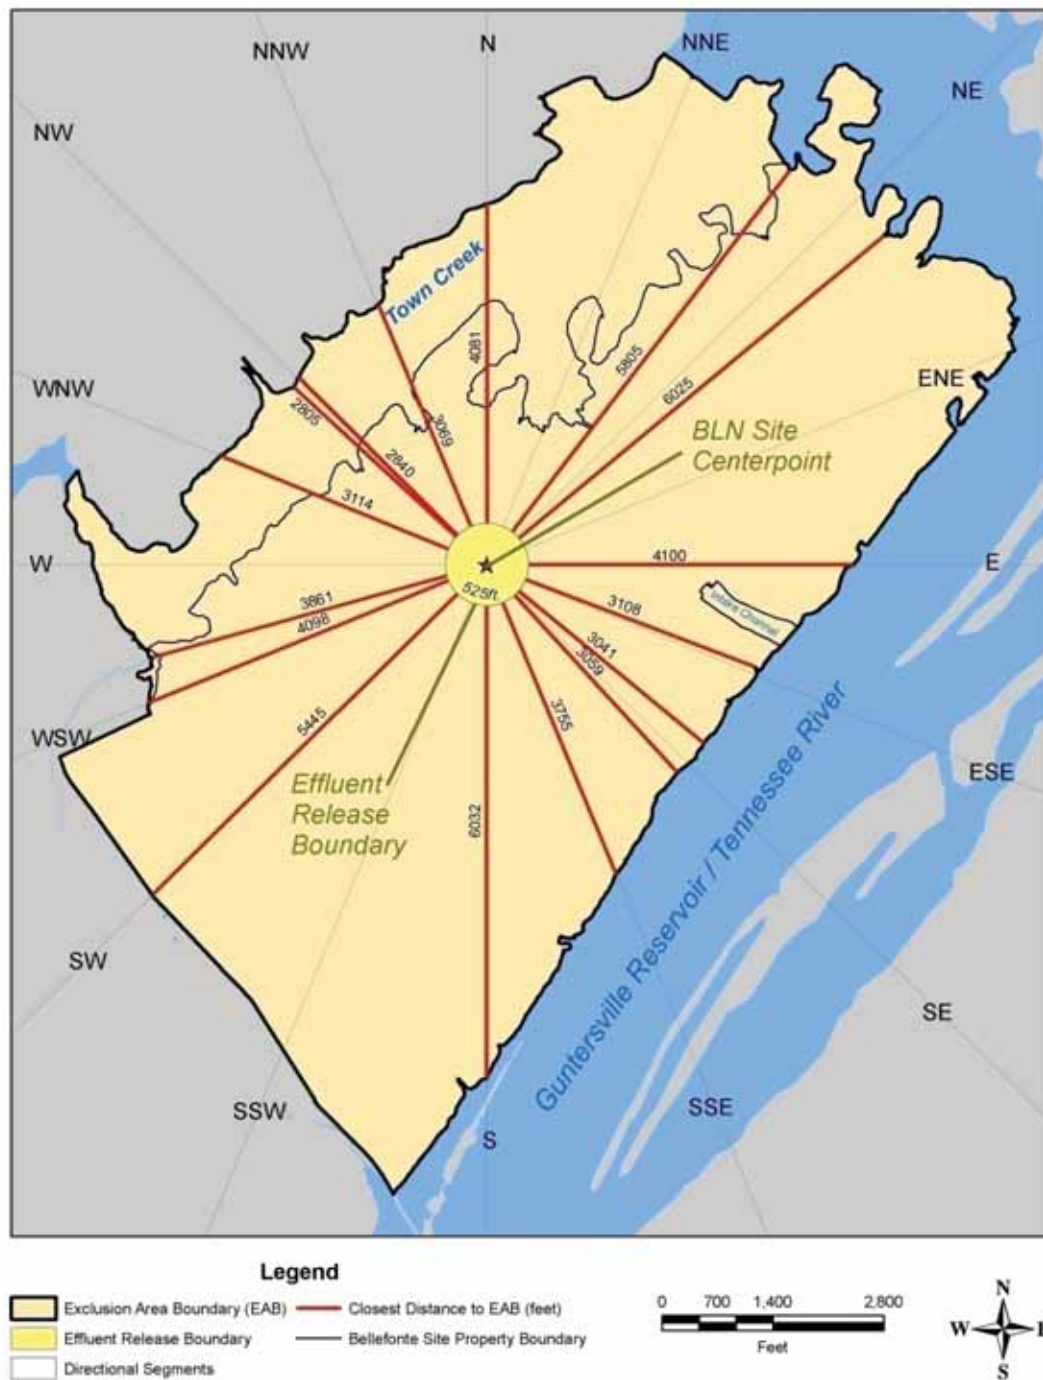 NNW
N
NNE
NE
NW
Town Creek
4081
5805
6025
ENE
WNW
2805
3069
2840
BLN Site
Centerpoint
3114
W
4100
E
525ft.
3861
4098
3108
Intake Channel
3041
3059
5445
3755
WSW
ESE
Effluent
Release
Boundary
6032
Guntersville Reservoir / Tennessee River
SW
SE
SSW
SSE
S
Legend
Exclusion Area Boundary (EAB)
Closest Distance to EAB (feet)
Effluent Release Boundary
Bellefonte Site Property Boundary
Directional Segments
0 700 1,400 2,800
Feet
N
W
E
S